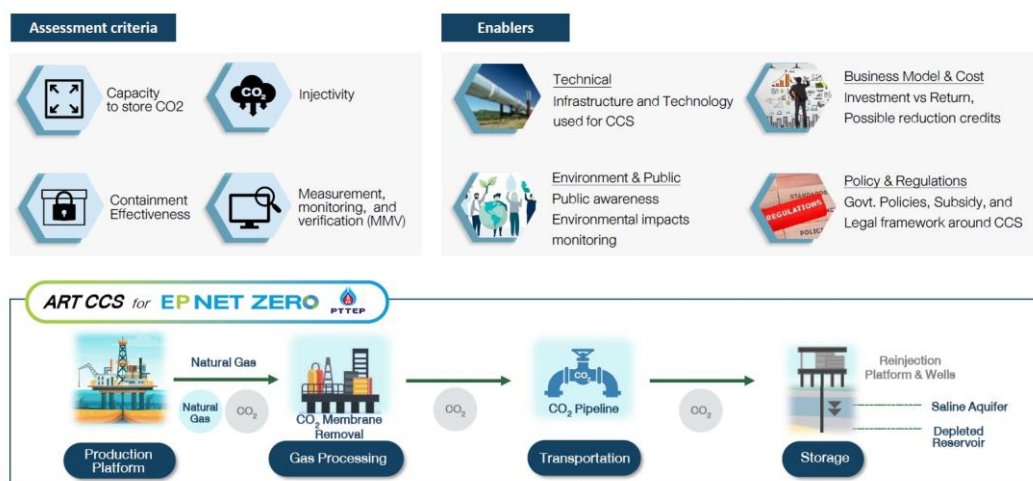 Assessment criteria
Capacity
to store CO2
CO₂
Injectivity
Containment
Effectiveness
Measurement,
monitoring, and
verification (MMV)
Enablers
Technical
Infrastructure and Technology
used for CCS
Business Model & Cost
Investment vs Return,
Possible reduction credits
Environment & Public
Public awareness
Environmental impacts
monitoring
REGULATIONS
Policy & Regulations
Govt. Policies, Subsidy, and
Legal framework around CCS
ART CCS for EP NET ZERO PTTEP
Production
Platform
Natural Gas
Natural
Gas
CO₂
CO₂ Membrane
Removal
Gas Processing
CO₂
CO₂
CO₂ Pipeline
Transportation
CO₂
Storage
Reinjection
Platform & Wells
Saline Aquifer
Depleted
Reservoir